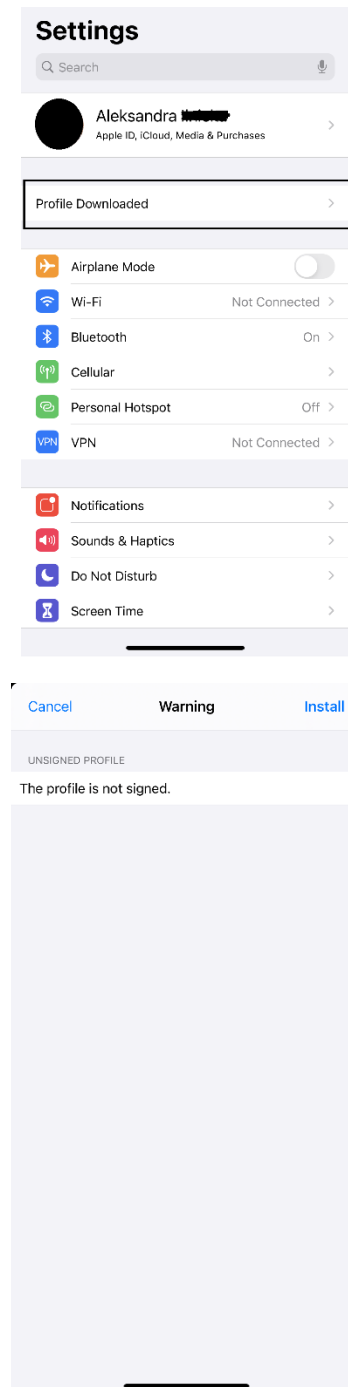 Settings
Search
Aleksandra
Apple ID, iCloud, Media & Purchases
Profile Downloaded
Airplane Mode
Wi-Fi Not Connected
Bluetooth On
Cellular
Personal Hotspot Off
VPN VPN Not Connected
Notifications
Sounds & Haptics
Do Not Disturb
Screen Time
Cancel Warning Install
UNSIGNED PROFILE
The profile is not signed.